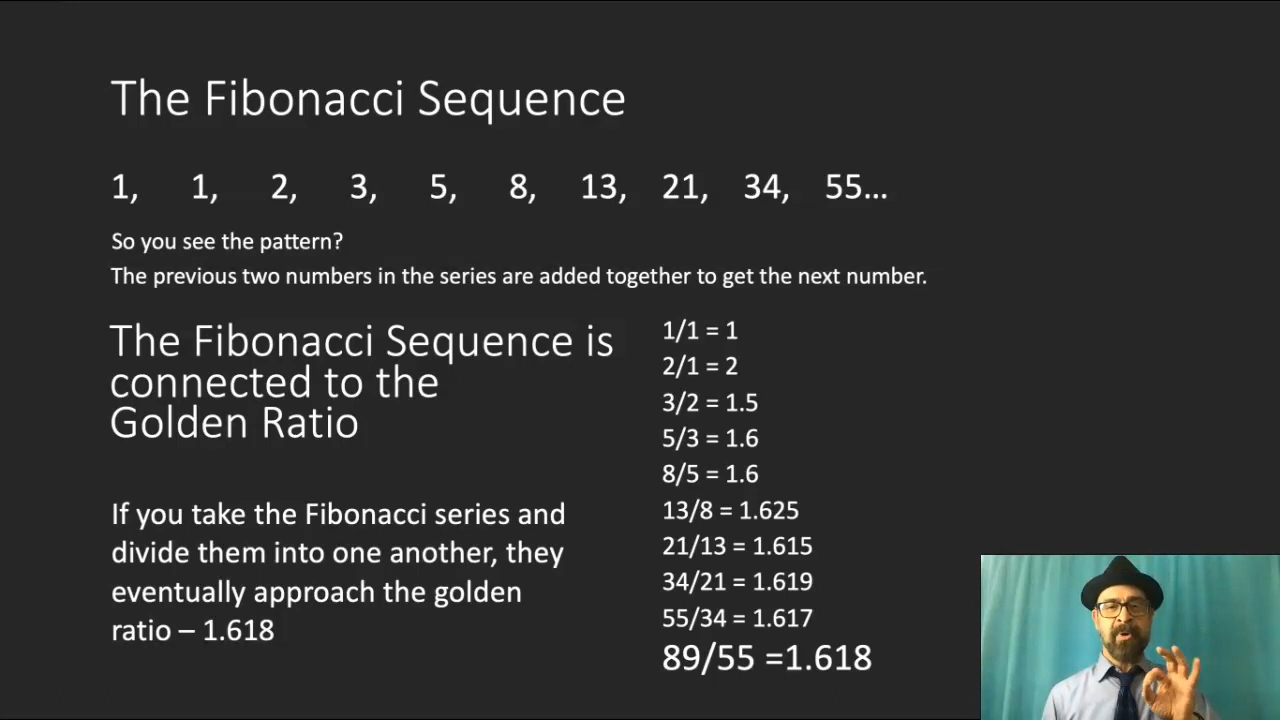 The Fibonacci Sequence
1, 1, 2, 3, 5, 8, 13, 21, 34, 55...
So you see the pattern?
The previous two numbers in the series are added together to get the next number.
The Fibonacci Sequence is
connected to the
Golden Ratio
If you take the Fibonacci series and
divide them into one another, they
eventually approach the golden
ratio – 1.618
1/1 = 1
2/1 = 2
3/2 = 1.5
5/3 = 1.6
8/5 = 1.6
13/8 = 1.625
21/13 = 1.615
34/21 = 1.619
55/34 = 1.617
89/55 =1.618